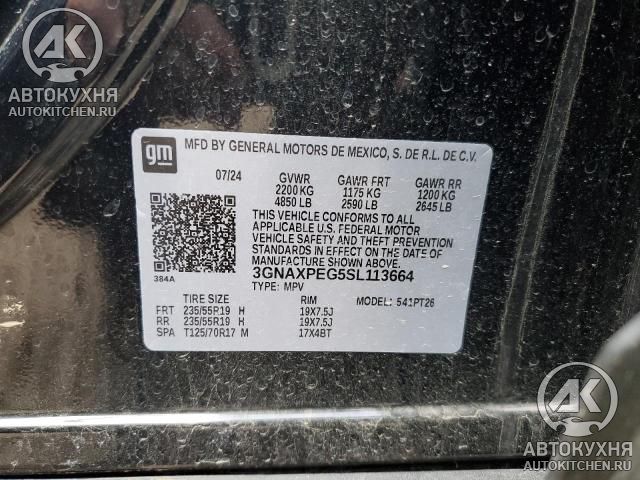 АК
АВТОКУХНЯ
AUTOKITCHEN.RU
gm
MFD BY GENERAL MOTORS DE MEXICO, S. DE R.L. DE C.V.
07/24 GVWR GAWR FRT GAWR RR
2200 KG 1175 KG 1200 KG
4850 LB 2590 LB 2645 LB
THIS VEHICLE CONFORMS TO ALL
APPLICABLE U.S. FEDERAL MOTOR
VEHICLE SAFETY AND THEFT PREVENTION
STANDARDS IN EFFECT ON THE DATE OF
MANUFACTURE SHOWN ABOVE.
384A 3GNAXPEG5SL113664
TYPE: MPV
TIRE SIZE RIM MODEL: 541PT26
FRT 235/55R19 H 19X7.5J
RR 235/55R19 H 19X7.5J
SPA T125/70R17 M 17X4BT
АК
АВТОКУХНЯ
AUTOKITCHEN.RU